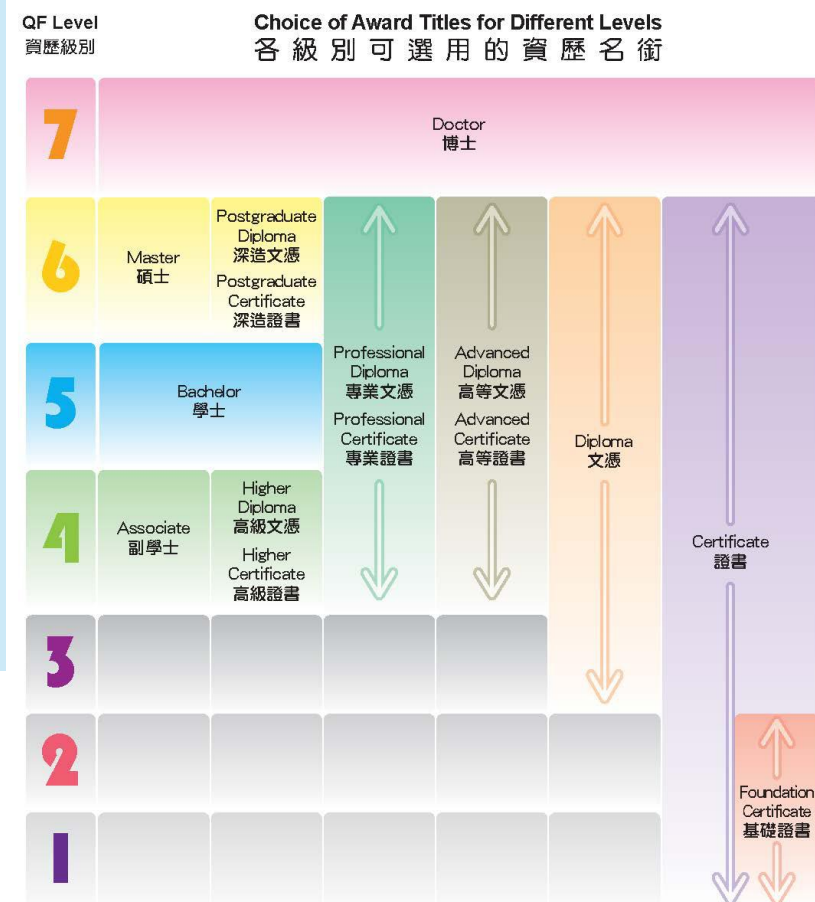 QF Level
資歷級別
Choice of Award Titles for Different Levels
各級別可選用的資歷名銜
7
Doctor
博士
6
Master
碩士
Postgraduate
Diploma
深造文憑
Postgraduate
Certificate
深造證書
5
Bachelor
學士
Professional
Diploma
專業文憑
Professional
Certificate
專業證書
Advanced
Diploma
高等文憑
Advanced
Certificate
高等證書
Diploma
文憑
4
Associate
副學士
Higher
Diploma
高級文憑
Higher
Certificate
高級證書
Certificate
證書
3
2
Foundation
Certificate
基礎證書
1